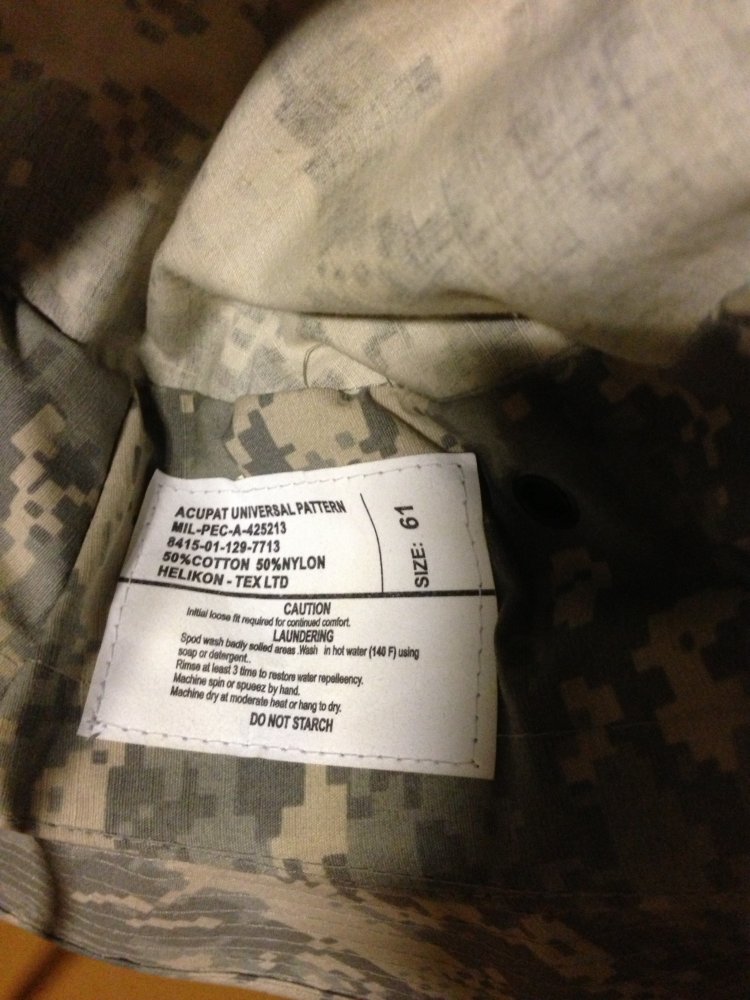 ACUPAT UNIVERSAL PATTERN
MIL-PEC-A-425213
8415-01-129-7713
50%COTTON 50%NYLON
HELIKON - TEX LTD
SIZE: 61
CAUTION
Initial loose fit required for continued comfort.
LAUNDERING
Spod wash badly soiled areas .Wash in hot water (140 F) using
soap or detergent..
Rimse at least 3 time to restore water repelleency.
Machine spin or spueez by hand.
Machine dry at moderate heat or hang to dry.
DO NOT STARCH